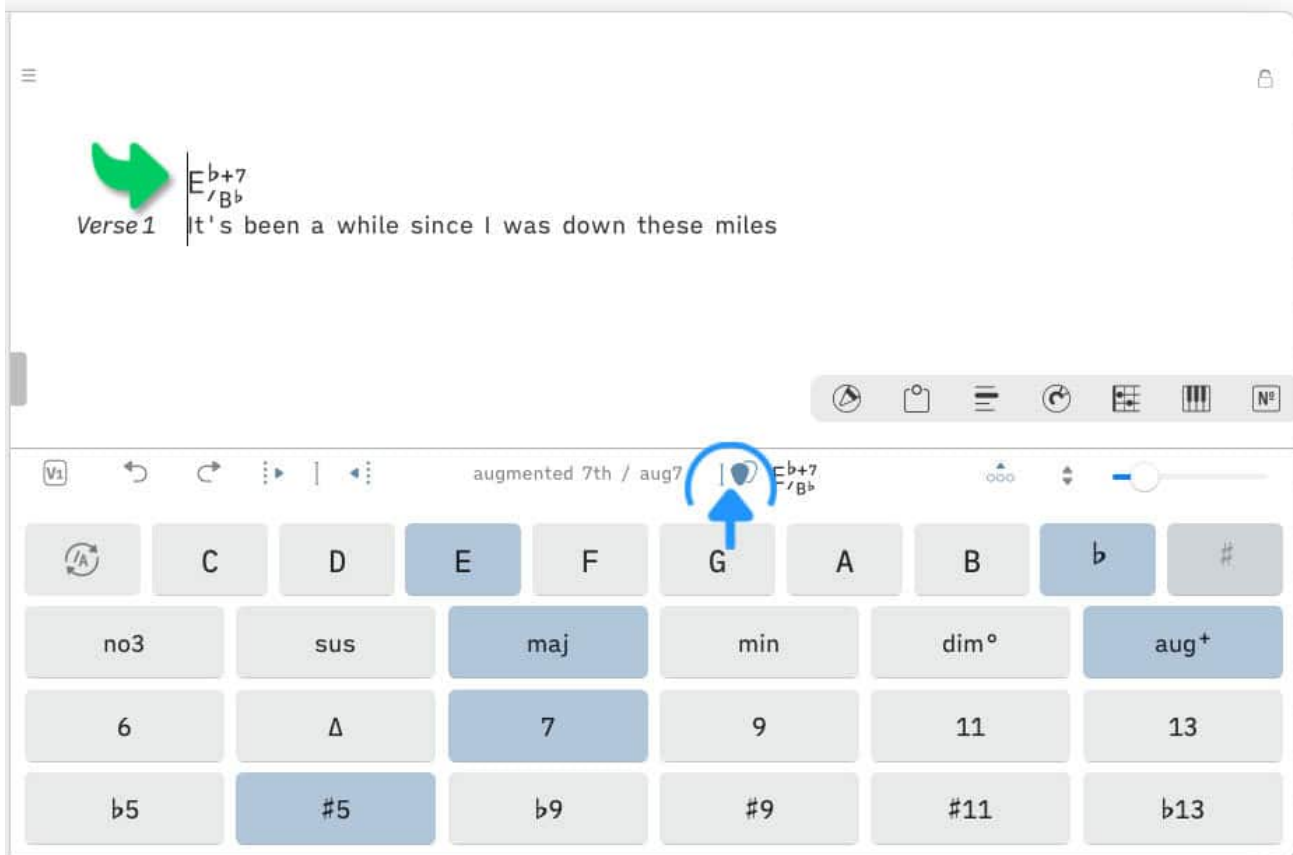 E♭+7
/B♭
Verse 1 It's been a while since I was down these miles
Nº
V1 augmented 7th / aug7 E♭+7
/B♭
/A C D E F G A B ♭ ♯
no3 sus maj min dim° aug⁺
6 Δ 7 9 11 13
♭5 ♯5 ♭9 ♯9 ♯11 ♭13